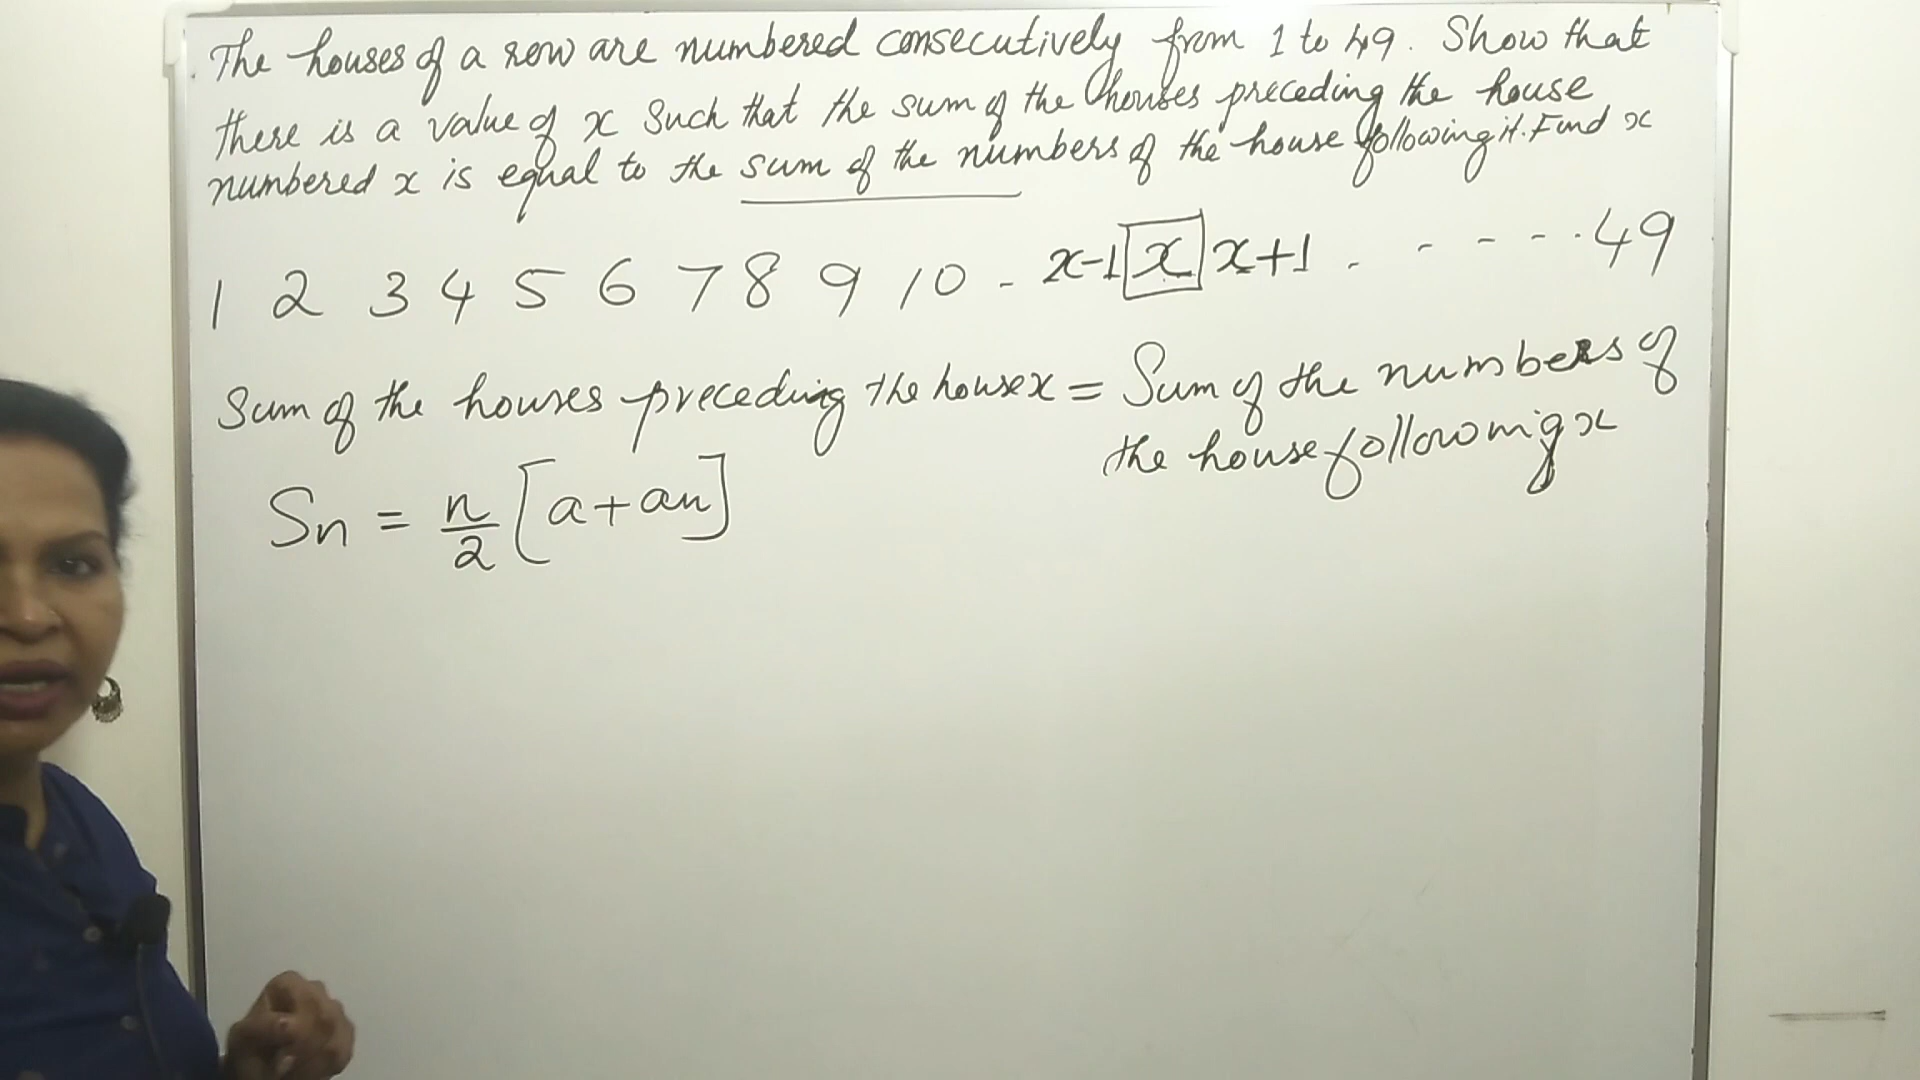 The houses of a row are numbered consecutively from 1 to 49. Show that
there is a value of x such that the sum of the houses preceding the house
numbered x is equal to the sum of the numbers of the house following it. Find x
1 2 3 4 5 6 7 8 9 10 - x-1 x x+1 . - - - . . 49
Sum of the houses preceding the house x = Sum of the numbers of
the house following x
Sn = n/2 [a+an]